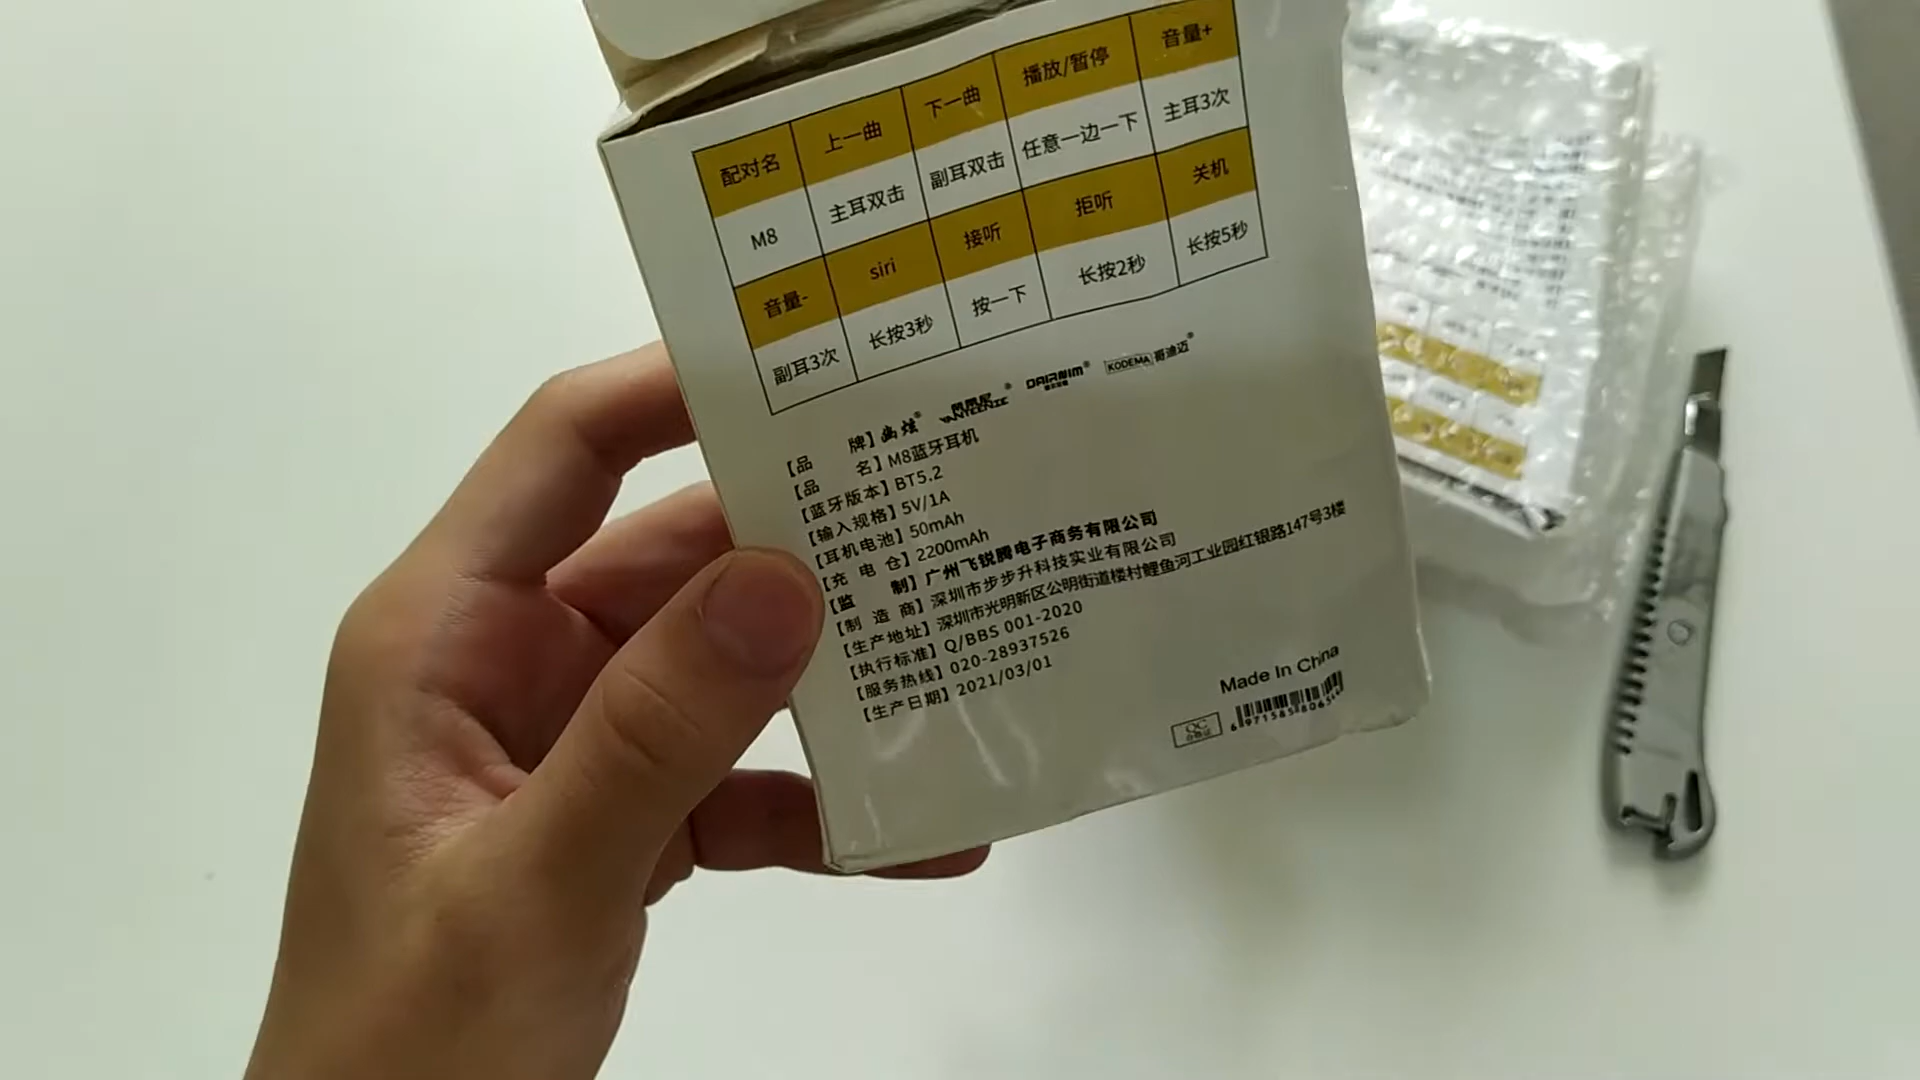 配对名 上一曲 下一曲 播放/暂停 音量+
M8 主耳双击 副耳双击 任意一边一下 主耳3次
音量- siri 接听 拒听 关机
副耳3次 长按3秒 按一下 长按2秒 长按5秒
DAIRNIM® KODEMA 哥迪迈®
【品 牌】幽炫®
【品 名】M8蓝牙耳机
【蓝牙版本】BT5.2
【输入规格】5V/1A
【耳机电池】50mAh
【充 电 仓】2200mAh
【监 制】广州飞锐腾电子商务有限公司
【制 造 商】深圳市步步升科技实业有限公司
【生产地址】深圳市光明新区公明街道楼村鲤鱼河工业园红银路147号3楼
【执行标准】Q/BBS 001-2020
【服务热线】020-28937526
【生产日期】2021/03/01
Made In China
QC
合格证